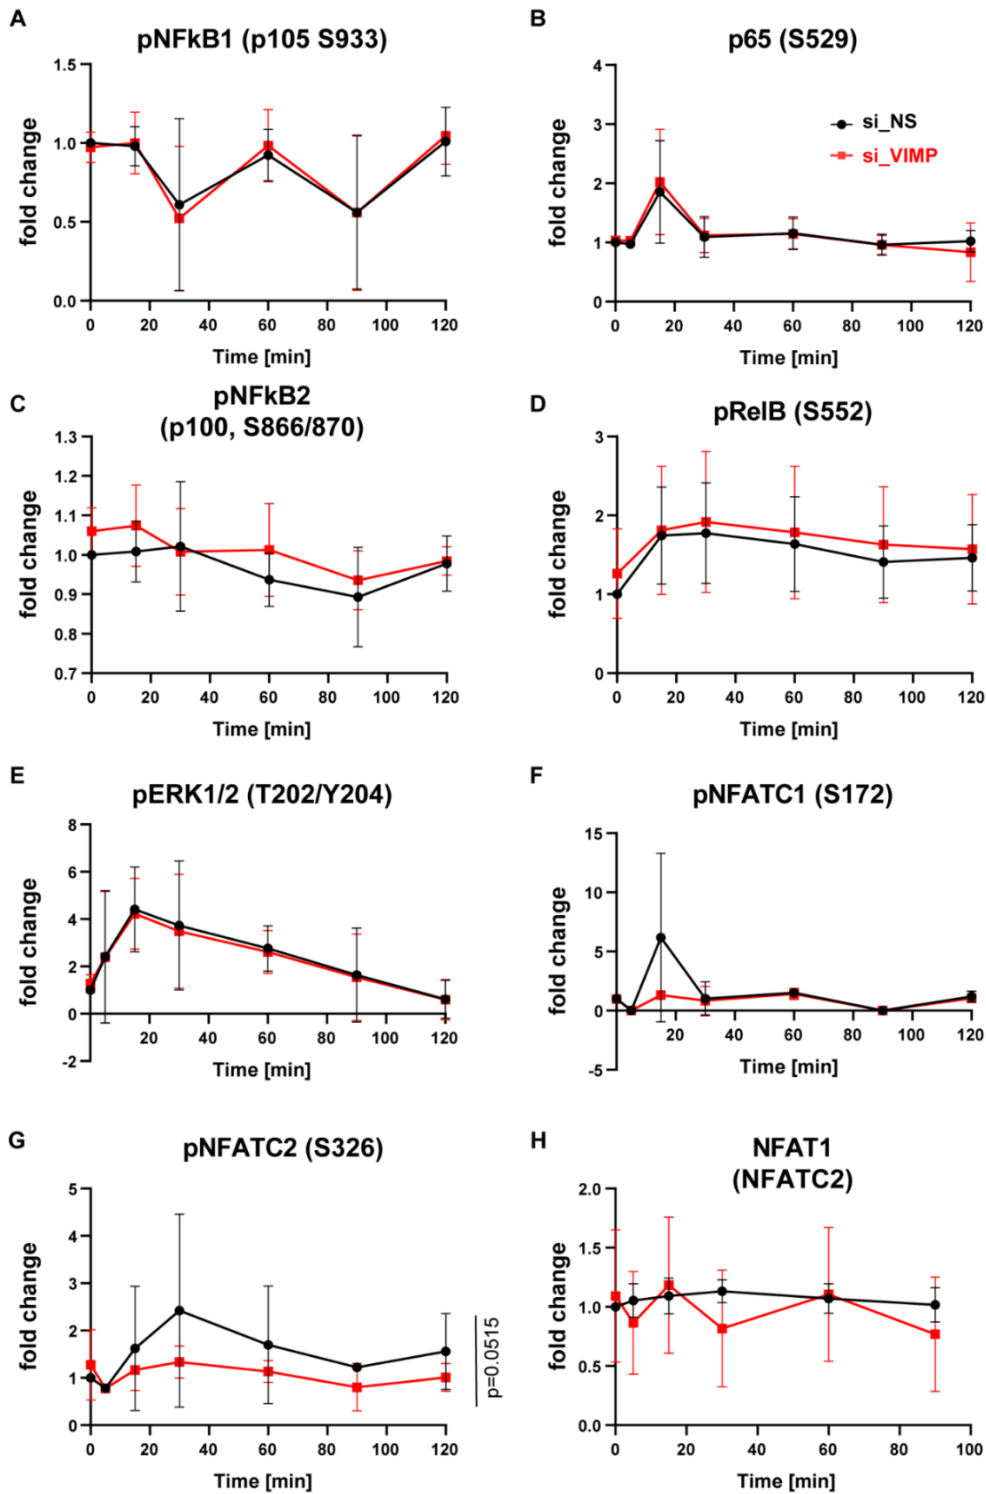 A
pNFkB1 (p105 S933)
fold change
1.5
1.0
0.5
0.0
0 20 40 60 80 100 120
Time [min]
B
p65 (S529)
fold change
4
3
2
1
0
si_NS
si_VIMP
0 20 40 60 80 100 120
Time [min]
C
pNFkB2
(p100, S866/870)
fold change
1.3
1.2
1.1
1.0
0.9
0.8
0.7
0 20 40 60 80 100 120
Time [min]
D
pRelB (S552)
fold change
3
2
1
0
0 20 40 60 80 100 120
Time [min]
E
pERK1/2 (T202/Y204)
fold change
8
6
4
2
0
-2
20 40 60 80 100 120
Time [min]
F
pNFATC1 (S172)
fold change
15
10
5
0
-5
20 40 60 80 100 120
Time [min]
G
pNFATC2 (S326)
fold change
5
4
3
2
1
0
0 20 40 60 80 100 120
Time [min]
p=0.0515
H
NFAT1
(NFATC2)
fold change
2.0
1.5
1.0
0.5
0.0
0 20 40 60 80 100
Time [min]